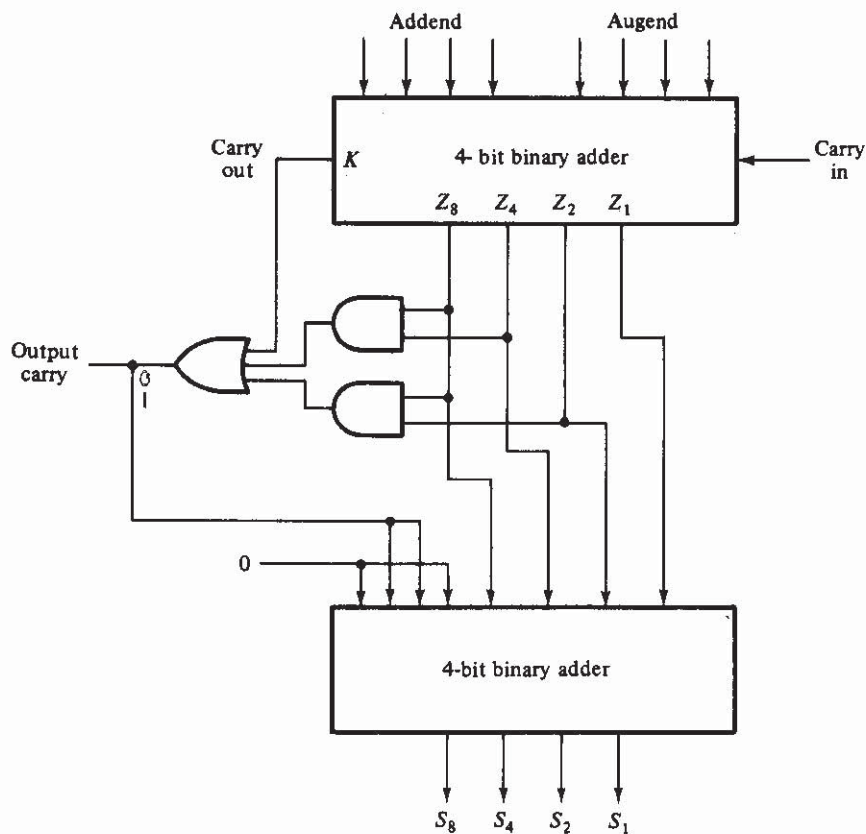 Addend
Augend
Carry out
K
4- bit binary adder
Carry in
Z8
Z4
Z2
Z1
Output carry
0
1
0
4-bit binary adder
S8
S4
S2
S1